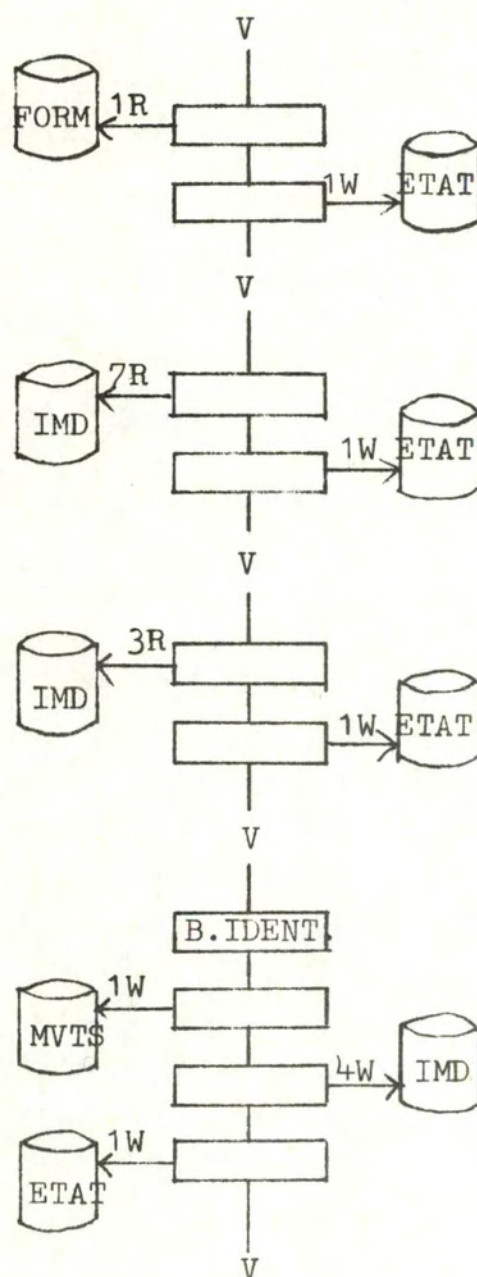 V
FORM 1R
1W ETAT
V
IMD 7R
1W ETAT
V
IMD 3R
1W ETAT
V
B.IDENT.
MVTS 1W
4W IMD
ETAT 1W
V